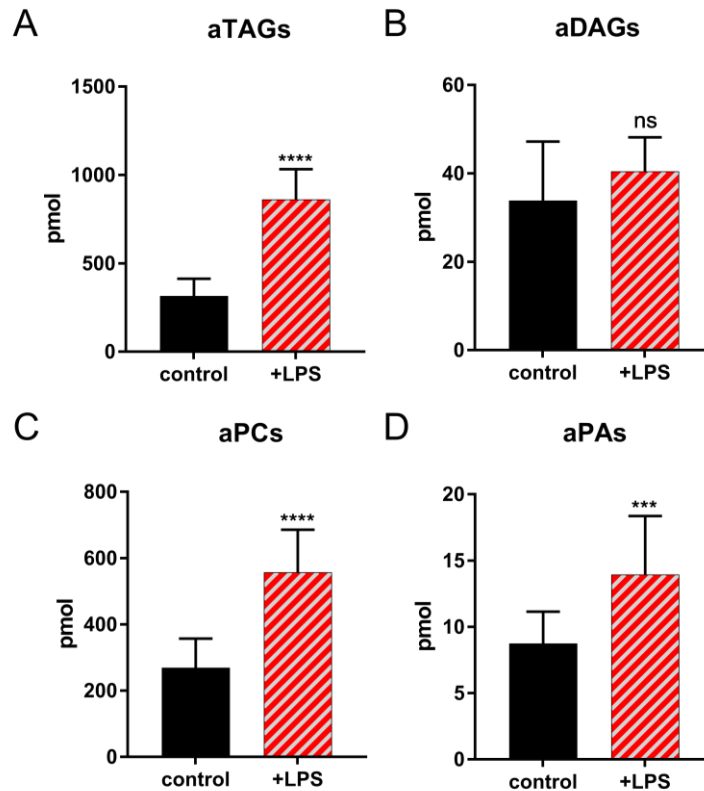 A
aTAGs
1500
1000
500
0
pmol
****
control
+LPS
B
aDAGs
60
40
20
0
pmol
ns
control
+LPS
C
aPCs
800
600
400
200
0
pmol
****
control
+LPS
D
aPAs
20
15
10
5
0
pmol
***
control
+LPS